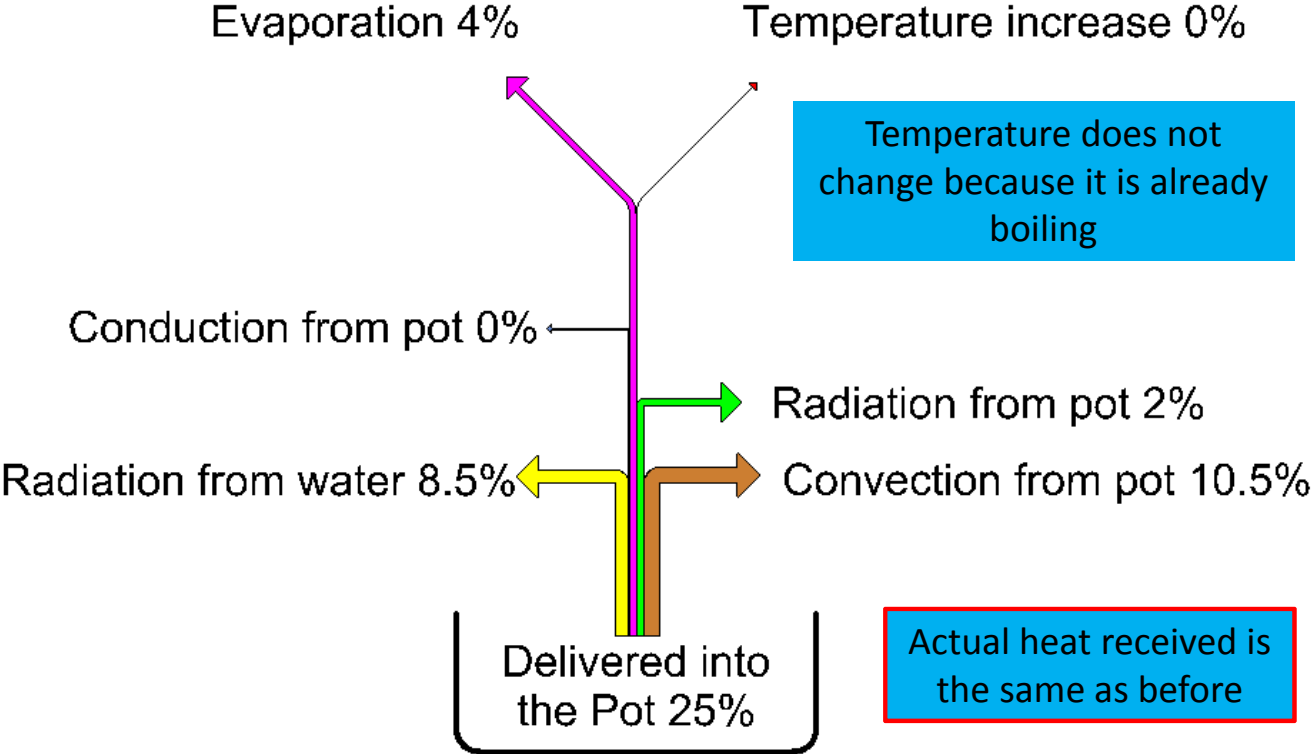 Evaporation 4%
Temperature increase 0%
Temperature does not
change because it is already
boiling
Conduction from pot 0%
Radiation from pot 2%
Radiation from water 8.5%
Convection from pot 10.5%
Delivered into
the Pot 25%
Actual heat received is
the same as before